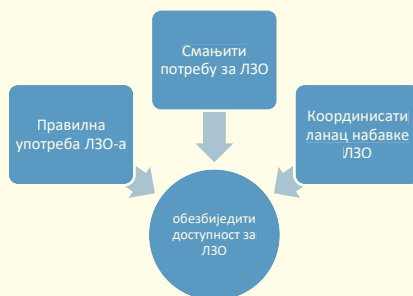 Смањити
потребу за ЛЗО
Правилна
употреба ЛЗО-а
Координисати
ланац набавке
ЛЗО
обезбиједити
доступност за
ЛЗО